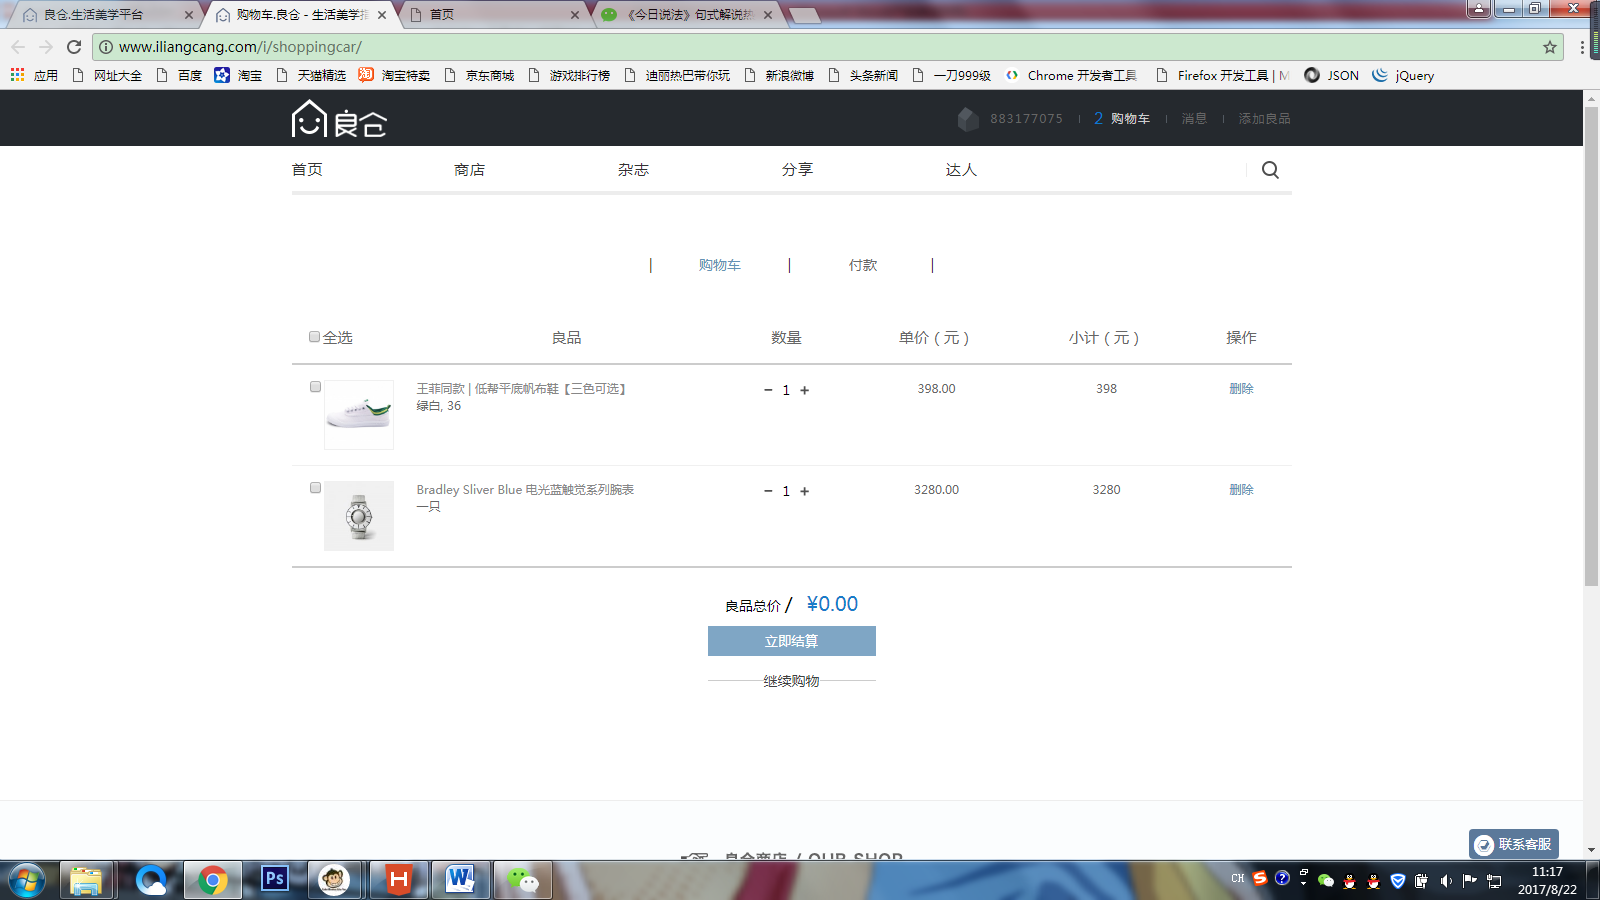 良仓.生活美学平台
购物车.良仓 - 生活美学指
首页
《今日说法》句式解说热
www.iliangcang.com/i/shoppingcar/
应用 网址大全 百度 淘宝 天猫精选 淘宝特卖 京东商城 游戏排行榜 迪丽热巴带你玩 新浪微博 头条新闻 一刀999级 Chrome 开发者工具 Firefox 开发工具 | M JSON jQuery
良仓 883177075 2 购物车 消息 添加良品
首页 商店 杂志 分享 达人
购物车 付款
全选 良品 数量 单价（元） 小计（元） 操作
王菲同款 | 低帮平底帆布鞋【三色可选】 − 1 + 398.00 398 删除
绿白, 36
Bradley Sliver Blue 电光蓝触觉系列腕表 − 1 + 3280.00 3280 删除
一只
良品总价 / ¥0.00
立即结算
继续购物
联系客服
良仓商店 / OUR SHOP
Ps H W CH S
11:17
2017/8/22